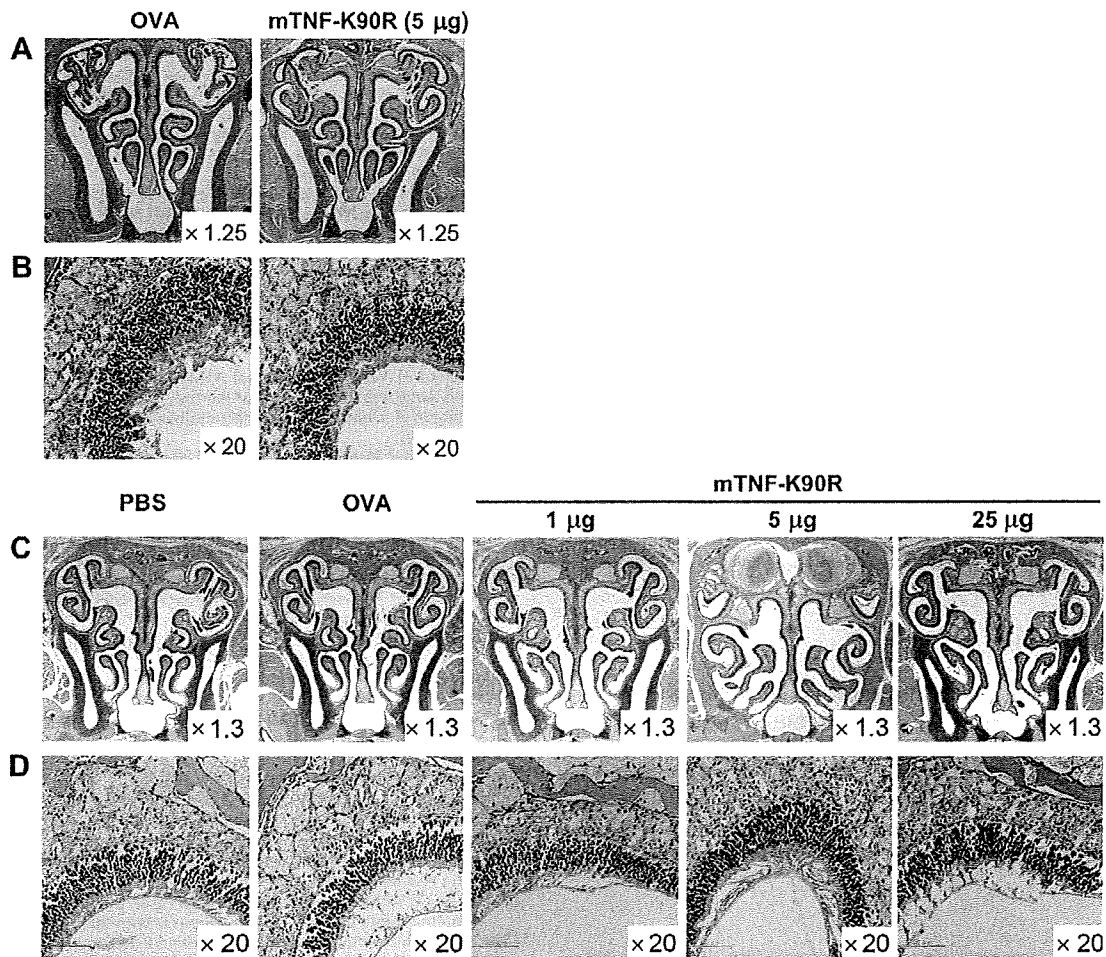 OVA mTNF-K90R (5 µg)
A
× 1.25 × 1.25
B
× 20 × 20
mTNF-K90R
PBS OVA 1 µg 5 µg 25 µg
C
× 1.3 × 1.3 × 1.3 × 1.3 × 1.3
D
× 20 × 20 × 20 × 20 × 20